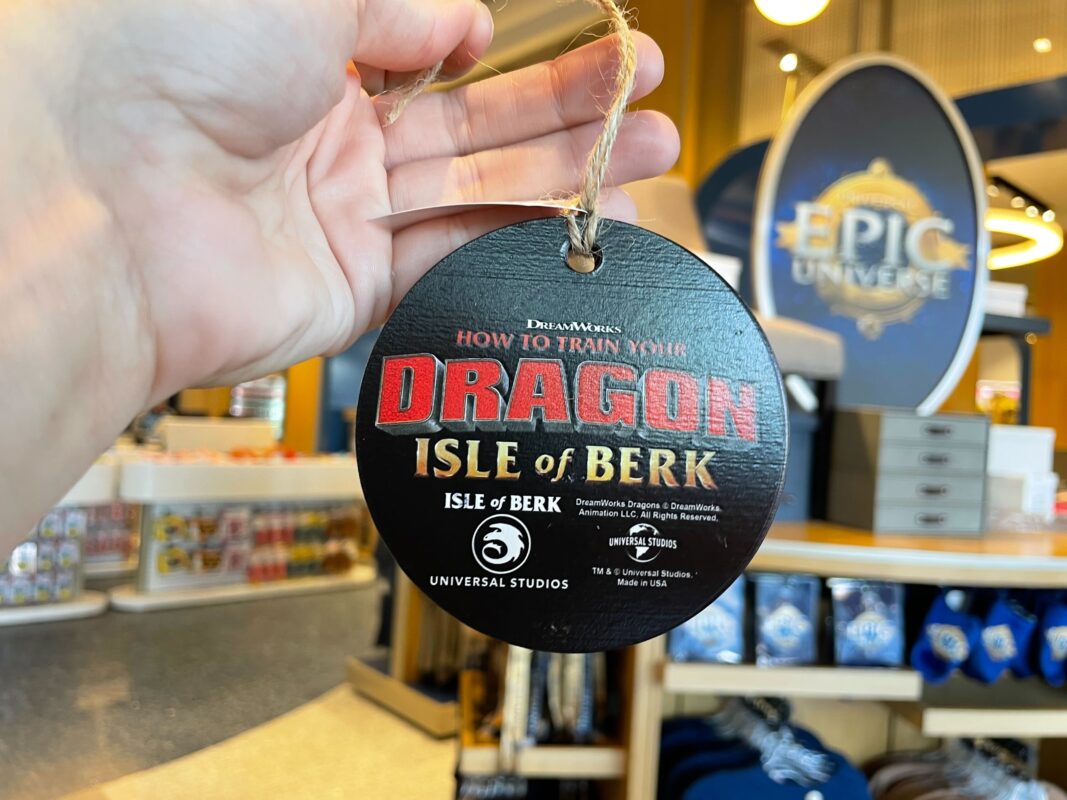 DREAMWORKS
HOW TO TRAIN YOUR
DRAGON
ISLE of BERK
ISLE of BERK
UNIVERSAL STUDIOS
DreamWorks Dragons © DreamWorks
Animation LLC, All Rights Reserved.
UNIVERSAL STUDIOS
TM & © Universal Studios.
Made in USA
UNIVERSAL
EPIC
UNIVERSE